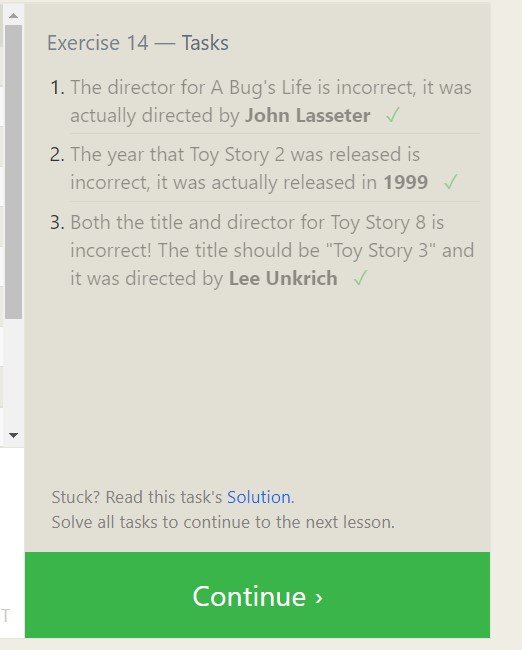 Exercise 14 — Tasks
1. The director for A Bug's Life is incorrect, it was
actually directed by John Lasseter ✓
2. The year that Toy Story 2 was released is
incorrect, it was actually released in 1999 ✓
3. Both the title and director for Toy Story 8 is
incorrect! The title should be "Toy Story 3" and
it was directed by Lee Unkrich ✓
Stuck? Read this task's Solution.
Solve all tasks to continue to the next lesson.
T
Continue ›